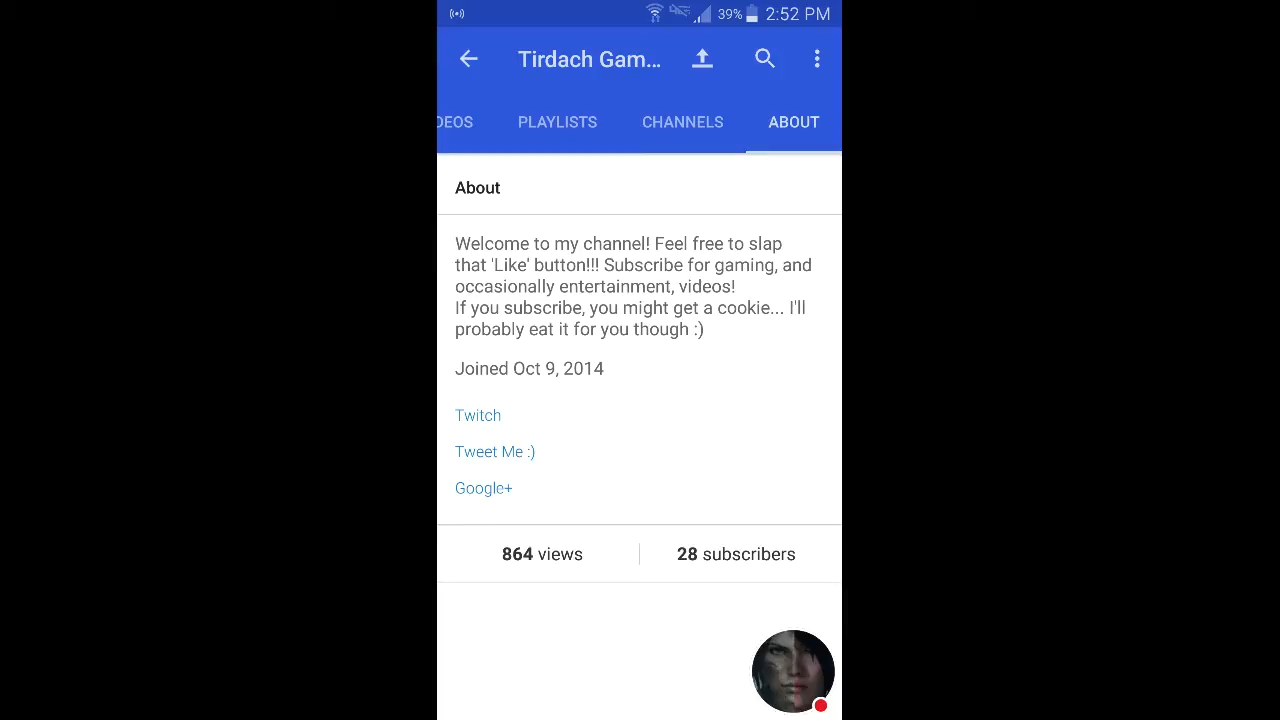 39% 2:52 PM
Tirdach Gam...
DEOS PLAYLISTS CHANNELS ABOUT
About
Welcome to my channel! Feel free to slap
that 'Like' button!!! Subscribe for gaming, and
occasionally entertainment, videos!
If you subscribe, you might get a cookie... I'll
probably eat it for you though :)
Joined Oct 9, 2014
Twitch
Tweet Me :)
Google+
864 views 28 subscribers